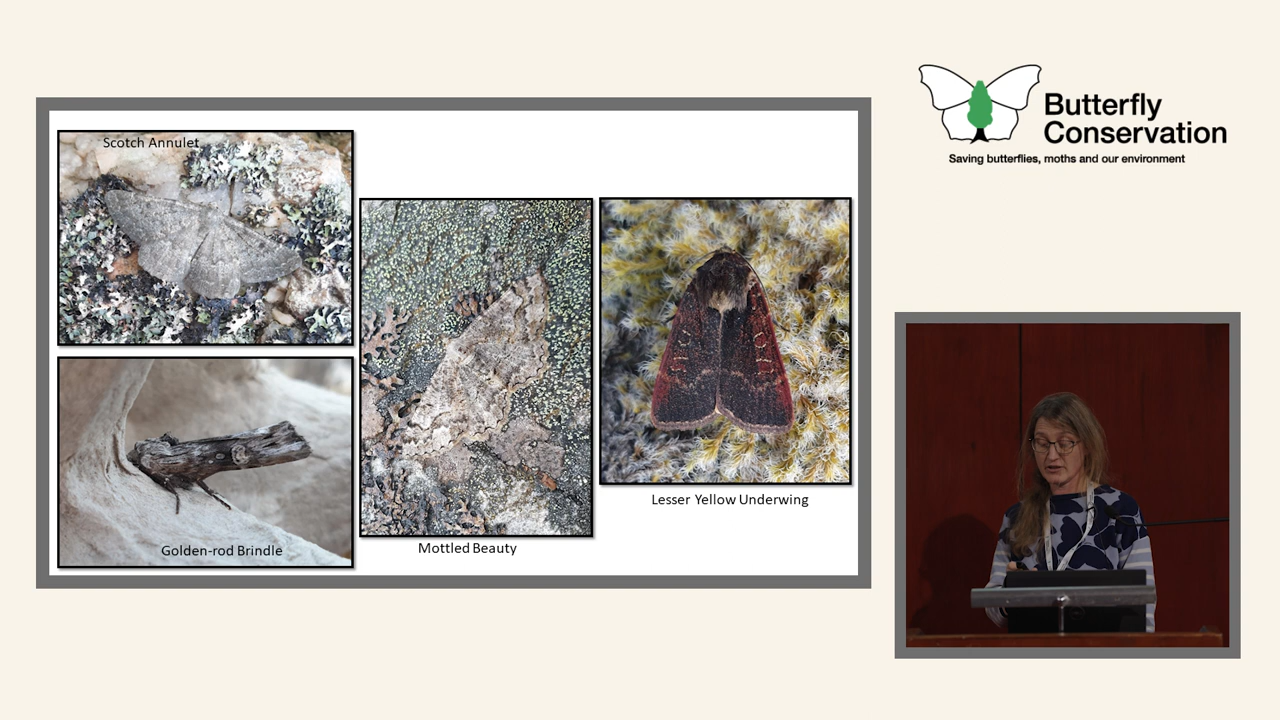 Scotch Annulet
Golden-rod Brindle
Mottled Beauty
Lesser Yellow Underwing
Butterfly
Conservation
Saving butterflies, moths and our environment